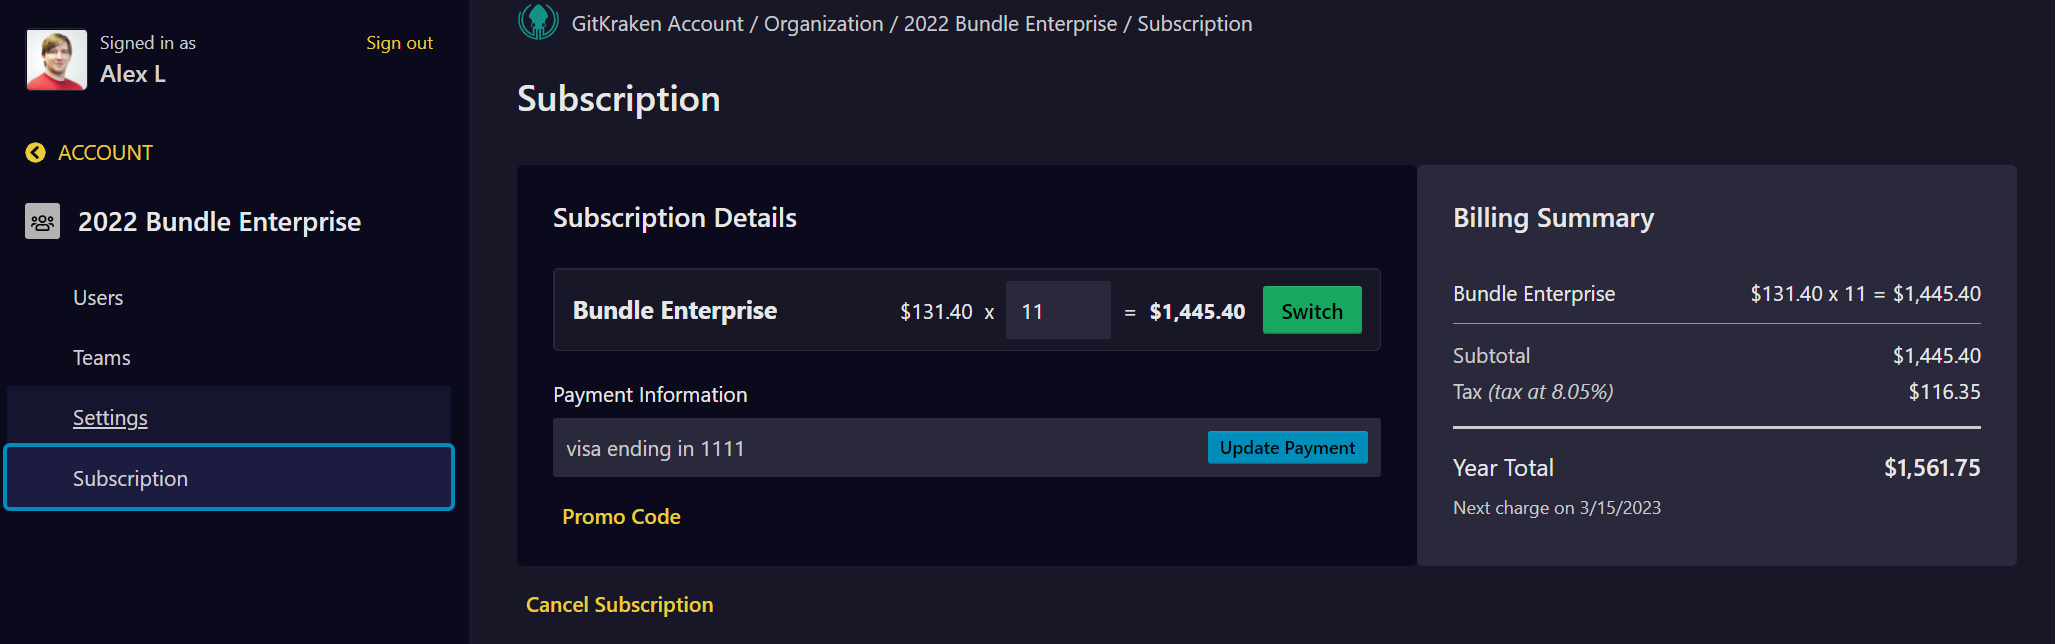 Signed in as
Alex L
Sign out
ACCOUNT
2022 Bundle Enterprise
Users
Teams
Settings
Subscription
GitKraken Account / Organization / 2022 Bundle Enterprise / Subscription
Subscription
Subscription Details
Bundle Enterprise $131.40 x 11 = $1,445.40 Switch
Payment Information
visa ending in 1111 Update Payment
Promo Code
Cancel Subscription
Billing Summary
Bundle Enterprise $131.40 x 11 = $1,445.40
Subtotal $1,445.40
Tax (tax at 8.05%) $116.35
Year Total $1,561.75
Next charge on 3/15/2023